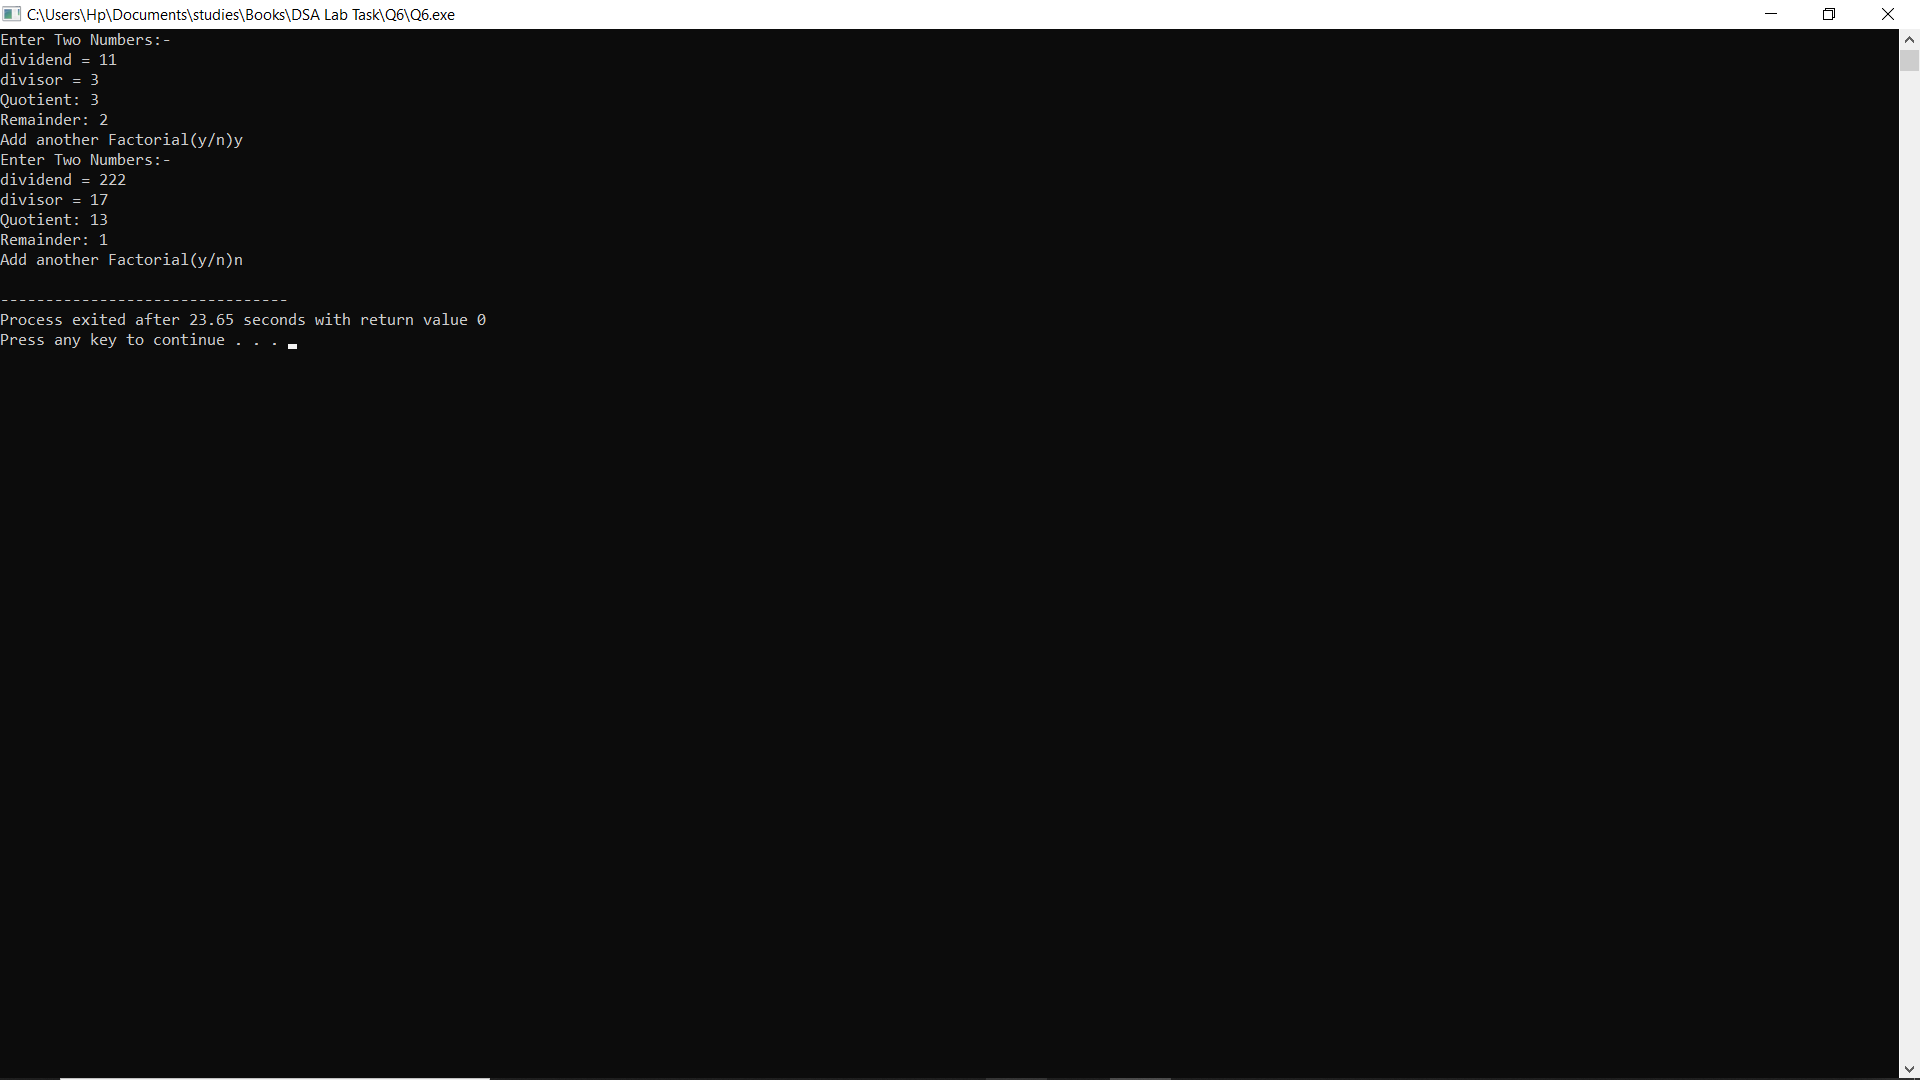 C:\Users\Hp\Documents\studies\Books\DSA Lab Task\Q6\Q6.exe
Enter Two Numbers:-
dividend = 11
divisor = 3
Quotient: 3
Remainder: 2
Add another Factorial(y/n)y
Enter Two Numbers:-
dividend = 222
divisor = 17
Quotient: 13
Remainder: 1
Add another Factorial(y/n)n

--------------------------------
Process exited after 23.65 seconds with return value 0
Press any key to continue . . .